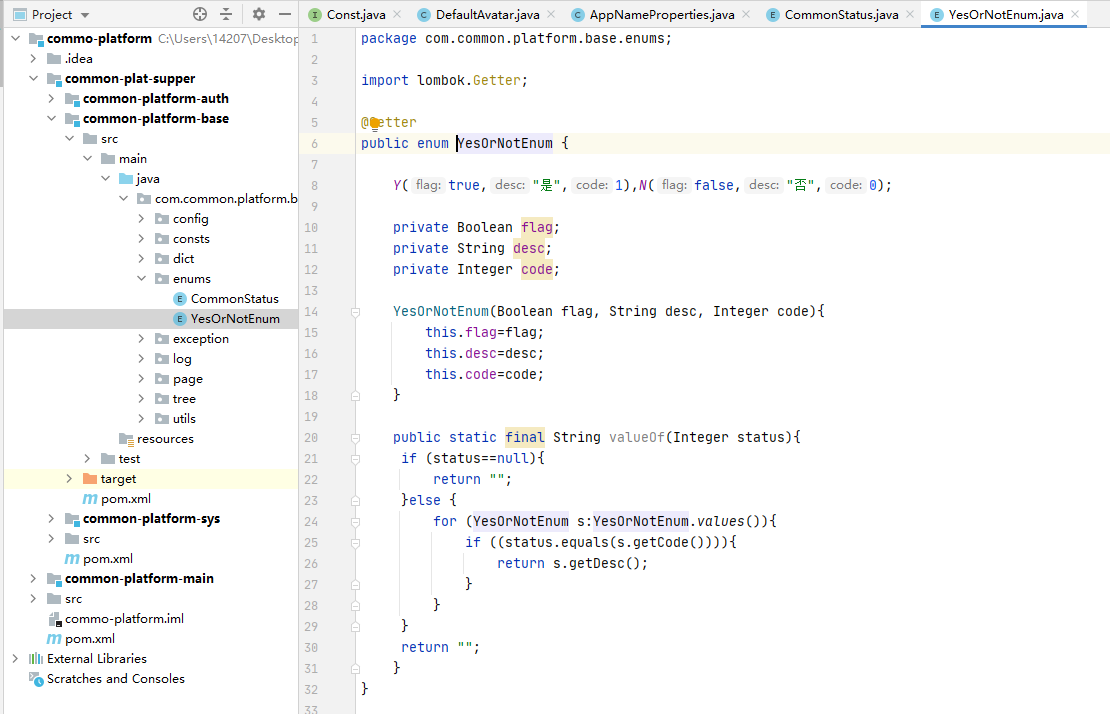 Project
commo-platform C:\Users\14207\Desktop
.idea
common-plat-supper
common-platform-auth
common-platform-base
src
main
java
com.common.platform.b
config
consts
dict
enums
CommonStatus
YesOrNotEnum
exception
log
page
tree
utils
resources
test
target
pom.xml
common-platform-sys
src
pom.xml
common-platform-main
src
commo-platform.iml
pom.xml
External Libraries
Scratches and Consoles
Const.java DefaultAvatar.java AppNameProperties.java CommonStatus.java YesOrNotEnum.java
1 package com.common.platform.base.enums;
2
3 import lombok.Getter;
4
5 @Getter
6 public enum YesOrNotEnum {
7
8 Y( flag: true, desc: "是", code: 1),N( flag: false, desc: "否", code: 0);
9
10 private Boolean flag;
11 private String desc;
12 private Integer code;
13
14 YesOrNotEnum(Boolean flag, String desc, Integer code){
15 this.flag=flag;
16 this.desc=desc;
17 this.code=code;
18 }
19
20 public static final String valueOf(Integer status){
21 if (status==null){
22 return "";
23 }else {
24 for (YesOrNotEnum s:YesOrNotEnum.values()){
25 if ((status.equals(s.getCode()))){
26 return s.getDesc();
27 }
28 }
29 }
30 return "";
31 }
32 }
33